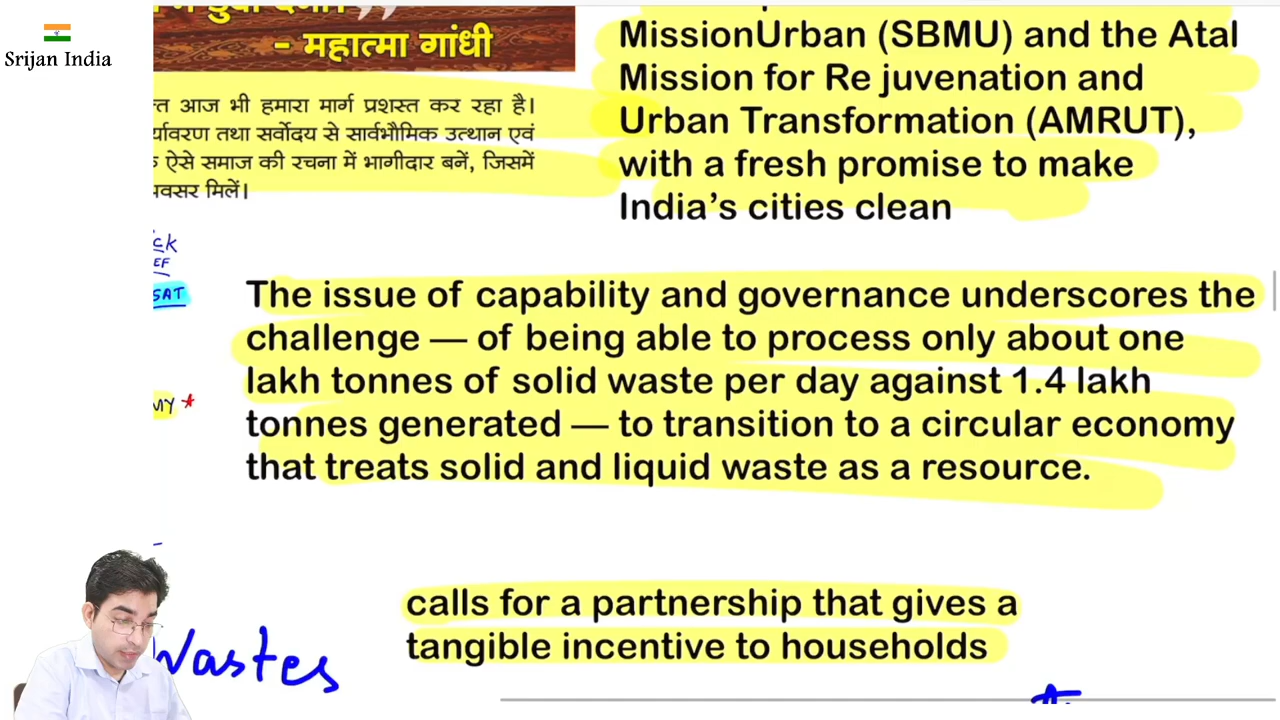 Srijan India
- महात्मा गांधी
आज भी हमारा मार्ग प्रशस्त कर रहा है।
तथा सर्वोदय से सार्वभौमिक उत्थान एवं
ऐसे समाज की रचना में भागीदार बनें, जिसमें
मिलें।
MissionUrban (SBMU) and the Atal
Mission for Re juvenation and
Urban Transformation (AMRUT),
with a fresh promise to make
India's cities clean
The issue of capability and governance underscores the
challenge — of being able to process only about one
lakh tonnes of solid waste per day against 1.4 lakh
tonnes generated — to transition to a circular economy
that treats solid and liquid waste as a resource.
calls for a partnership that gives a
tangible incentive to households
Wastes